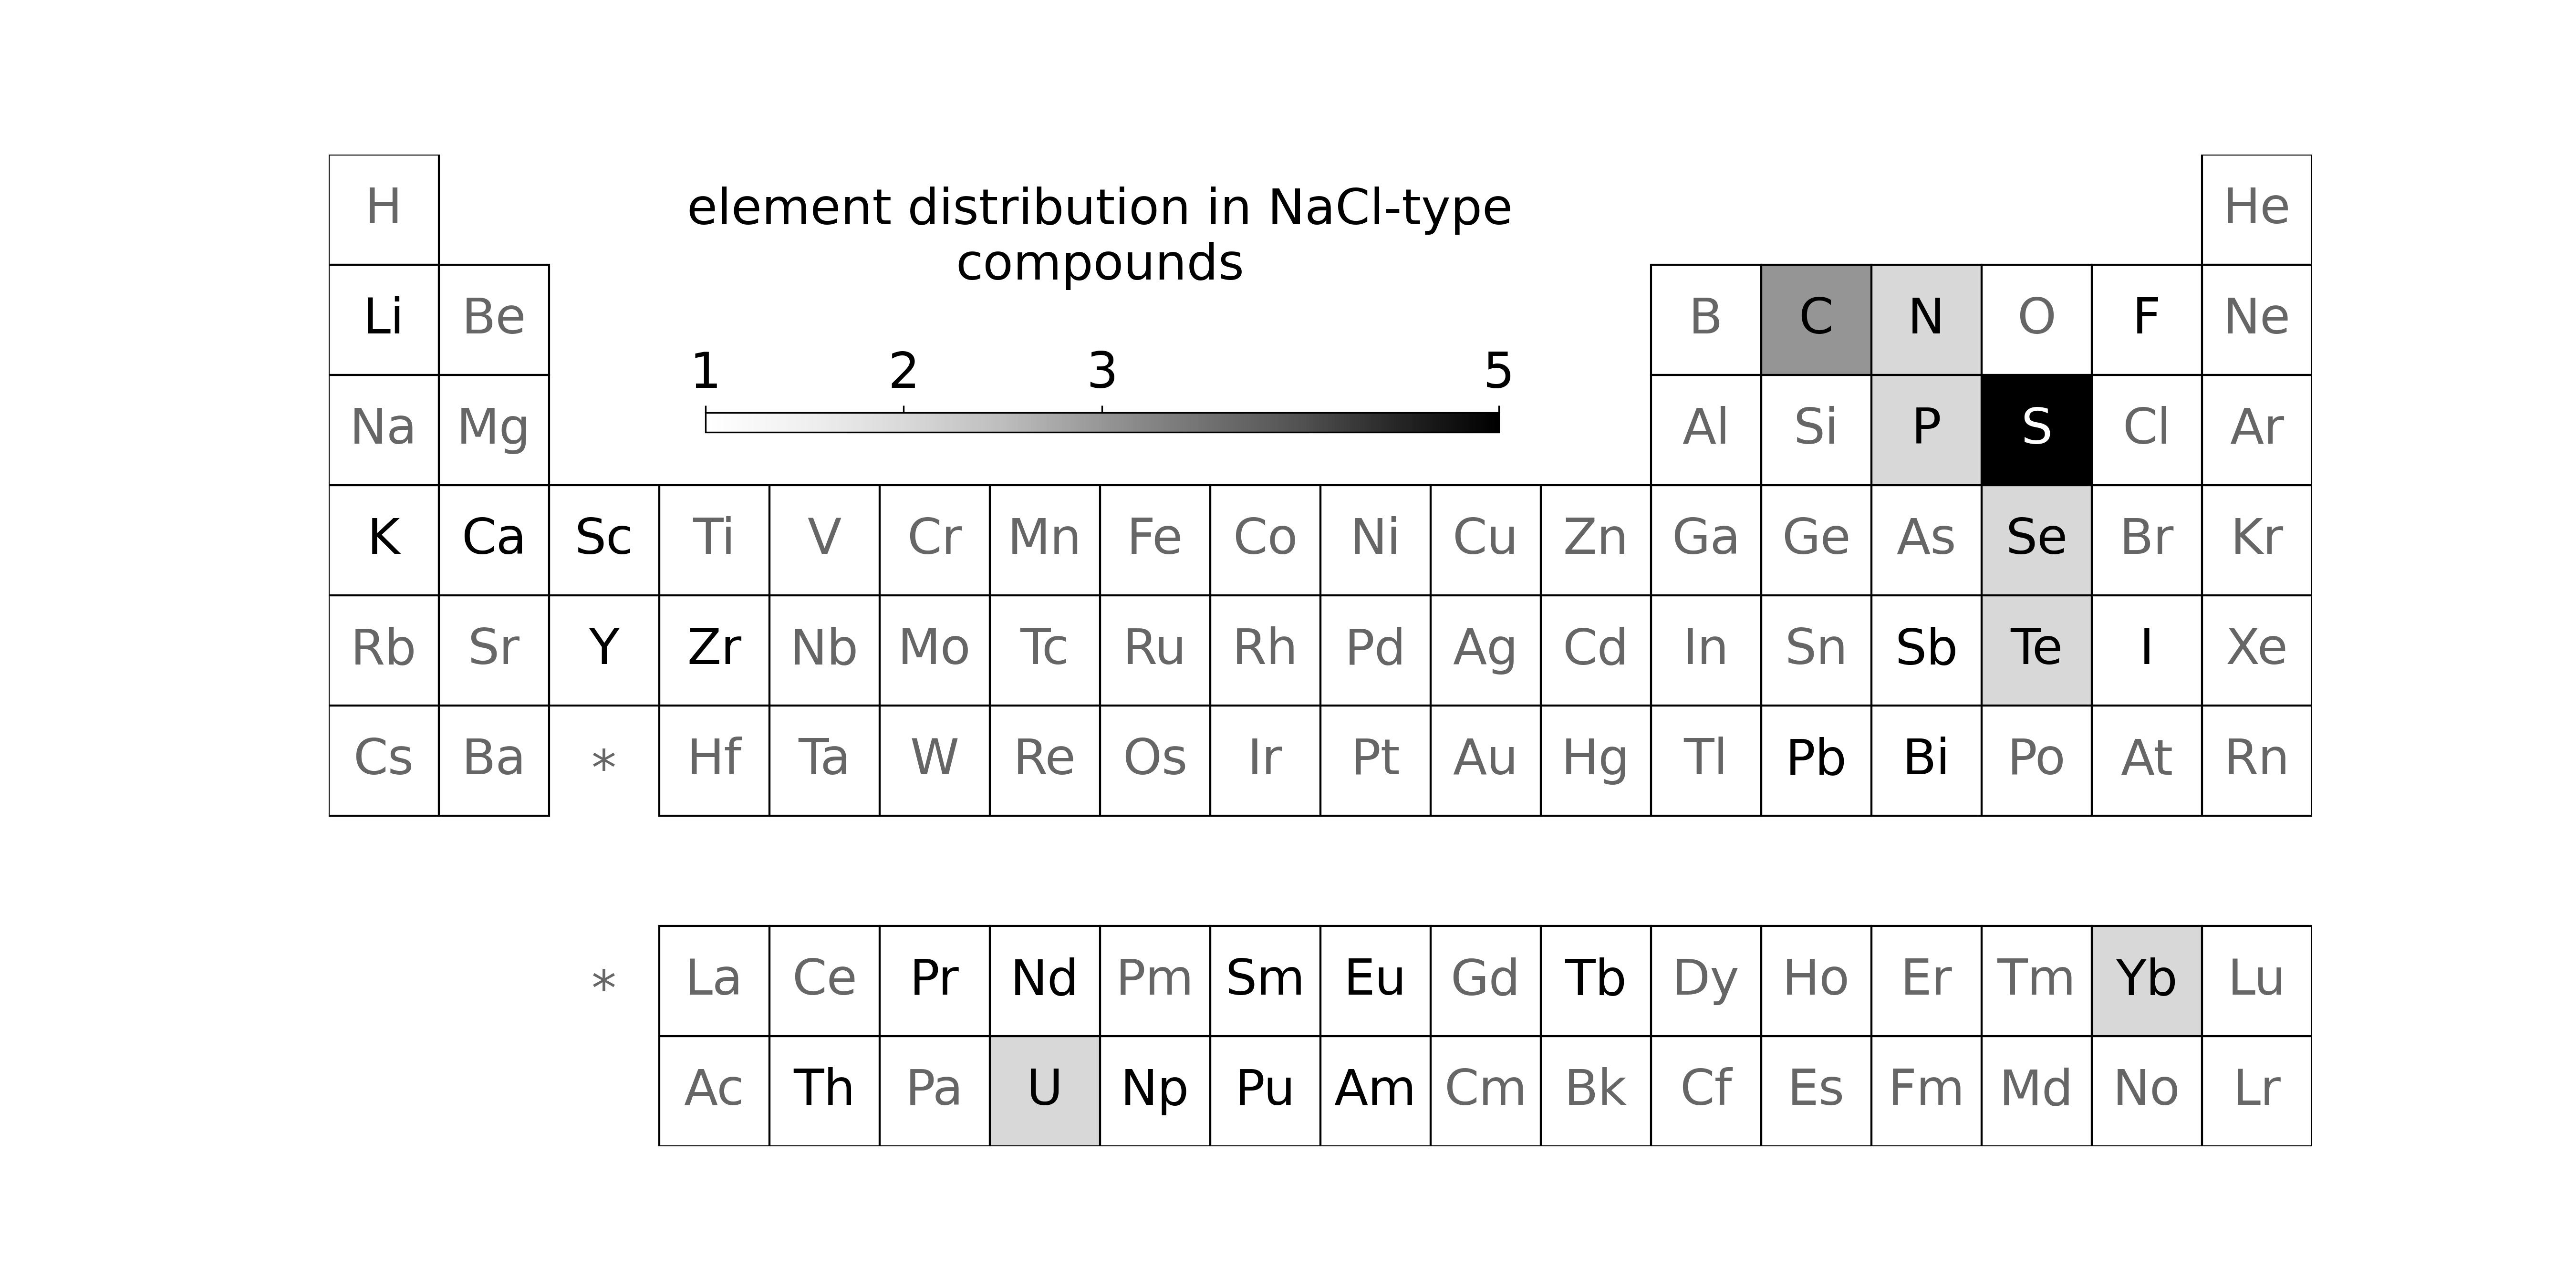 H He
element distribution in NaCl-type
compounds
Li Be B C N O F Ne
1 2 3 5
Na Mg Al Si P S Cl Ar
K Ca Sc Ti V Cr Mn Fe Co Ni Cu Zn Ga Ge As Se Br Kr
Rb Sr Y Zr Nb Mo Tc Ru Rh Pd Ag Cd In Sn Sb Te I Xe
Cs Ba * Hf Ta W Re Os Ir Pt Au Hg Tl Pb Bi Po At Rn
* La Ce Pr Nd Pm Sm Eu Gd Tb Dy Ho Er Tm Yb Lu
Ac Th Pa U Np Pu Am Cm Bk Cf Es Fm Md No Lr